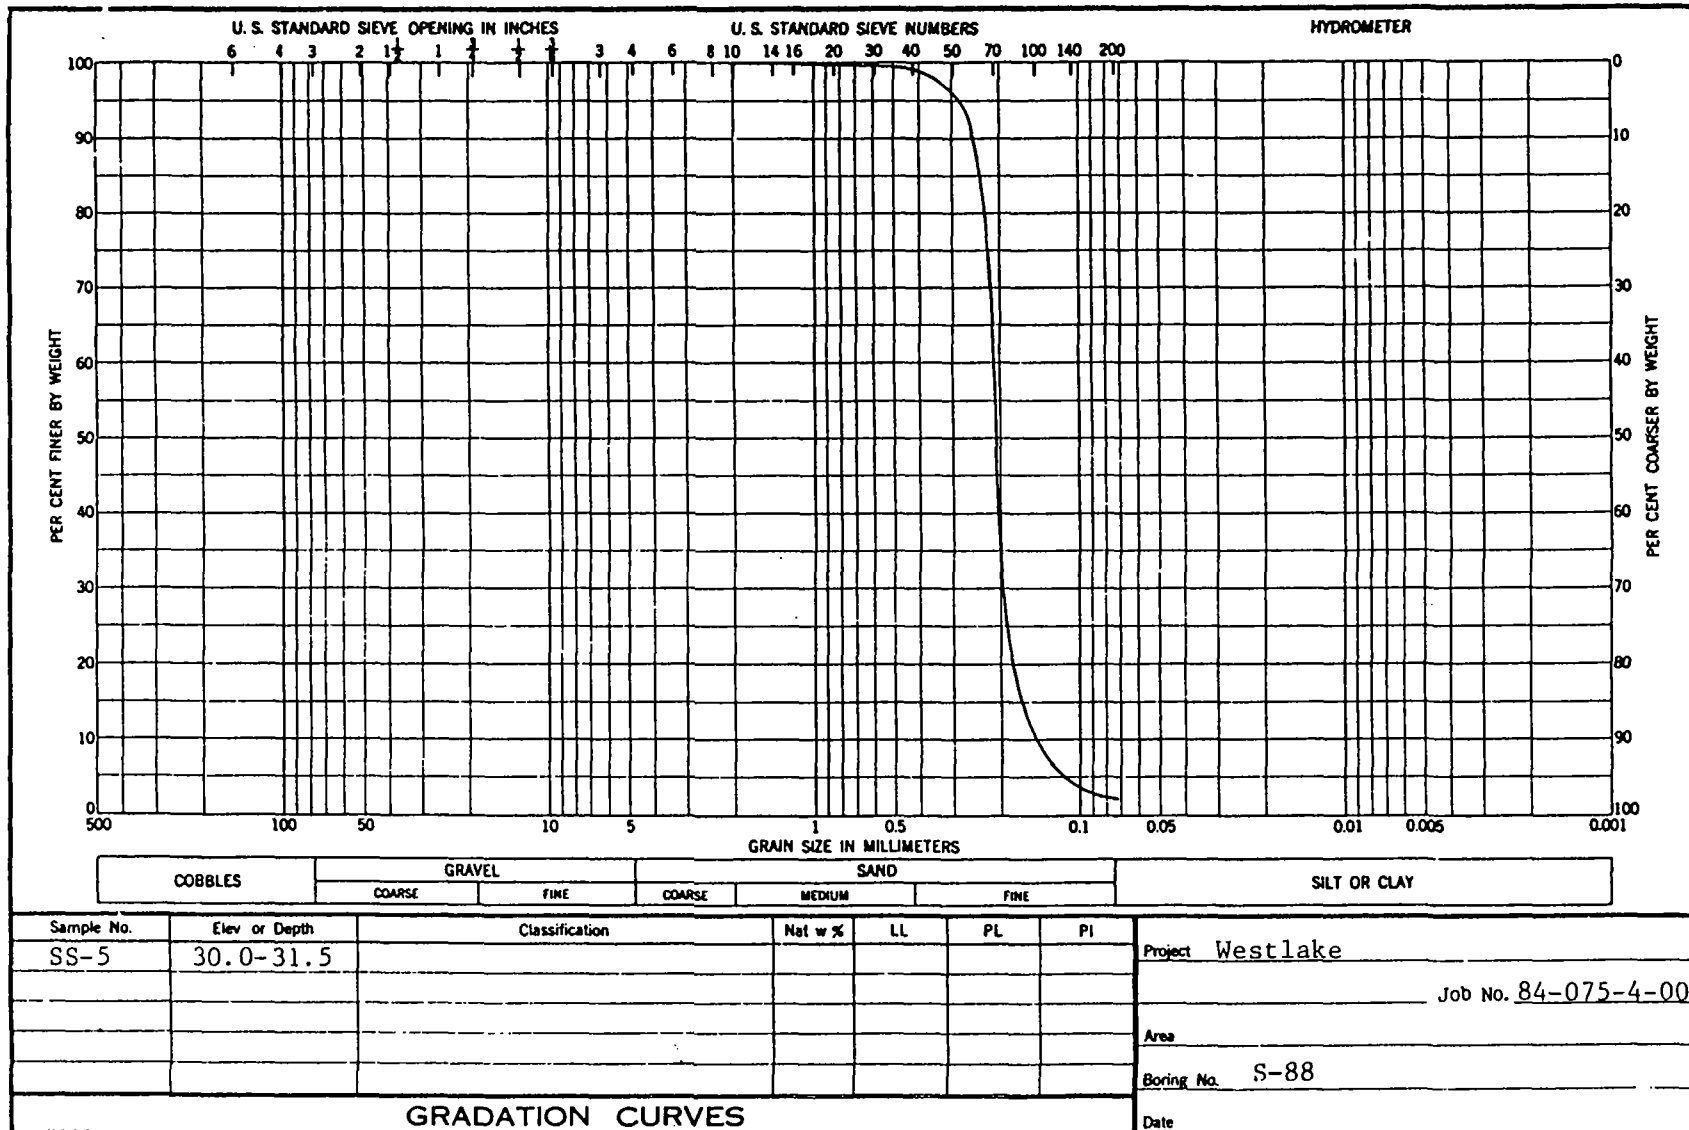 U. S. STANDARD SIEVE OPENING IN INCHES U. S. STANDARD SIEVE NUMBERS HYDROMETER
6 4 3 2 1½ 1 ¾ ½ 3 4 6 8 10 14 16 20 30 40 50 70 100 140 200
PER CENT FINER BY WEIGHT
100
90
80
70
60
50
40
30
20
10
0
0
10
20
30
40
50
60
70
80
90
100
PER CENT COARSER BY WEIGHT
500 100 50 10 5 1 0.5 0.1 0.05 0.01 0.005 0.001
GRAIN SIZE IN MILLIMETERS
COBBLES GRAVEL SAND SILT OR CLAY
COARSE FINE COARSE MEDIUM FINE
Sample No. Elev or Depth Classification Nat w % LL PL PI
SS-5 30.0-31.5
Project Westlake
Job No. 84-075-4-00
Area
Boring No. S-88
Date
GRADATION CURVES